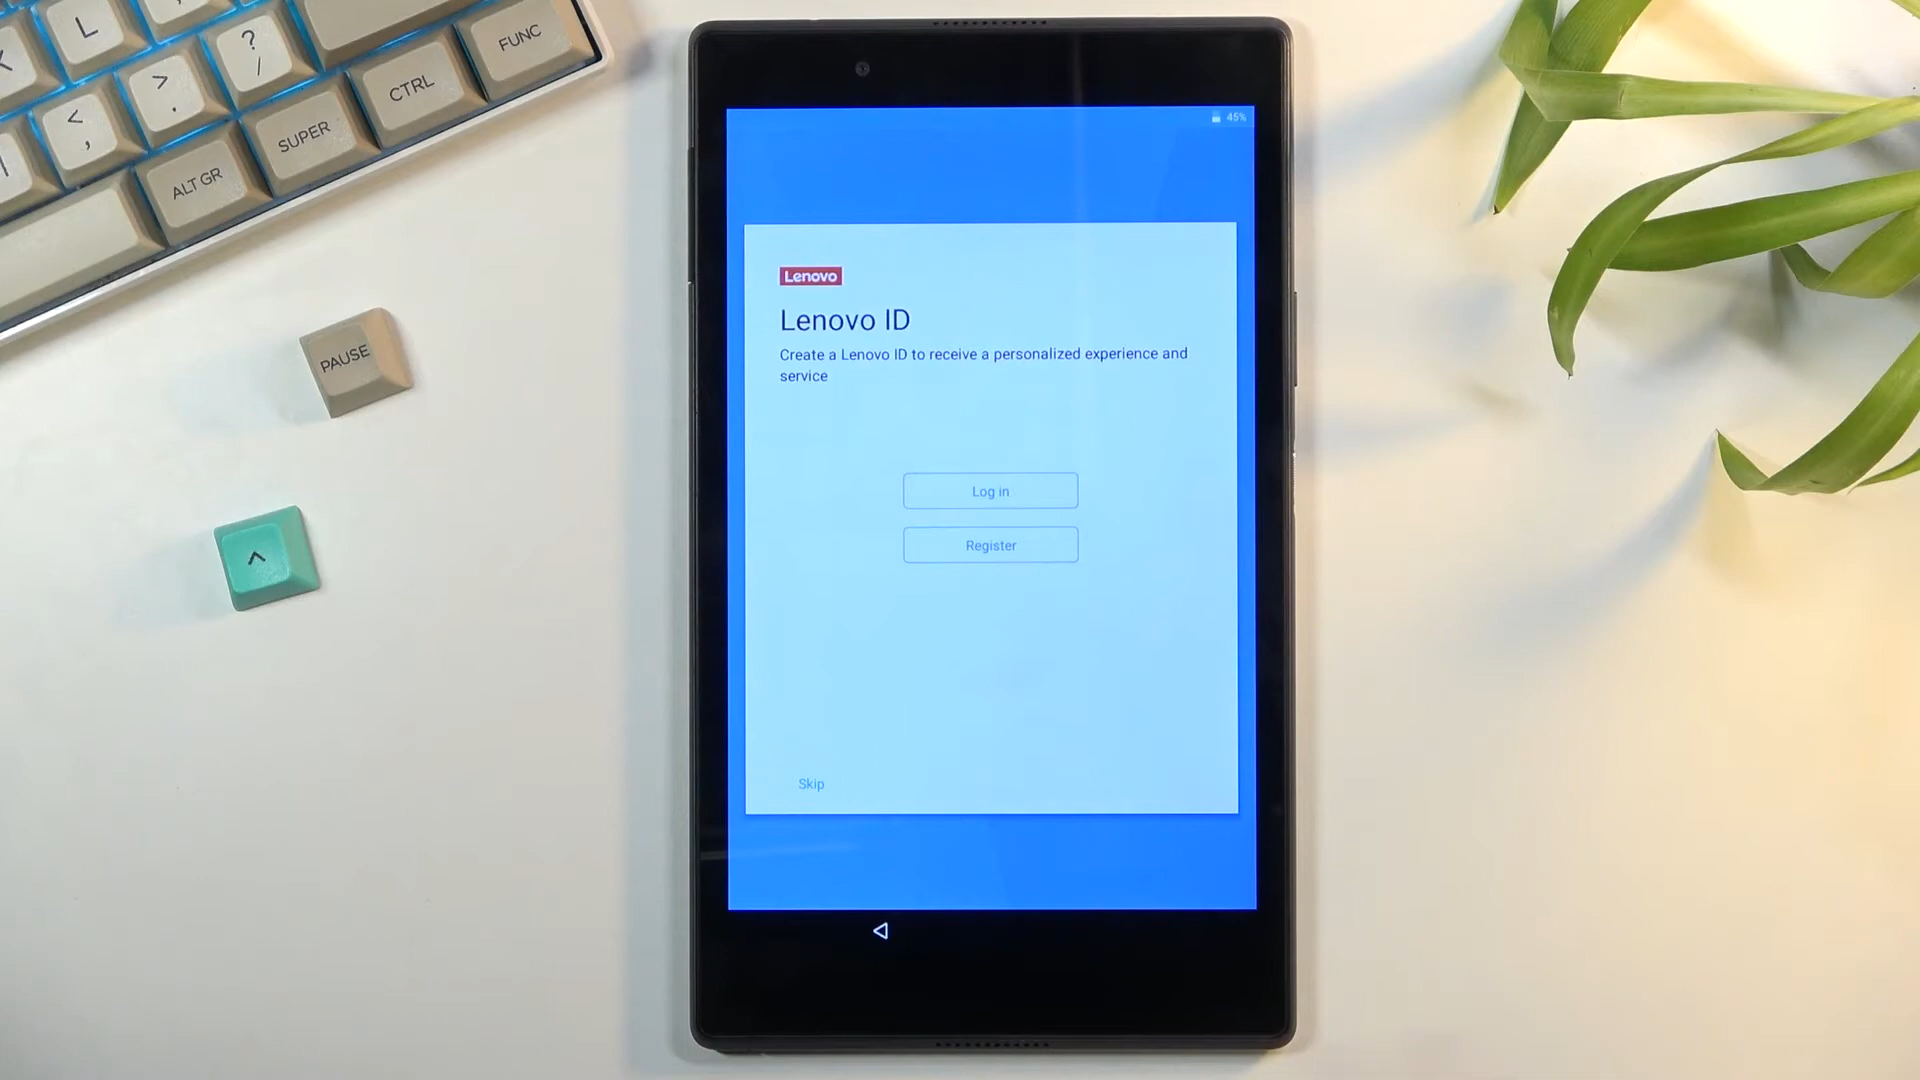 L
?
/
FUNC
>
.
CTRL
<
,
SUPER
ALT GR
PAUSE
^
45%
Lenovo
Lenovo ID
Create a Lenovo ID to receive a personalized experience and
service
Log in
Register
Skip